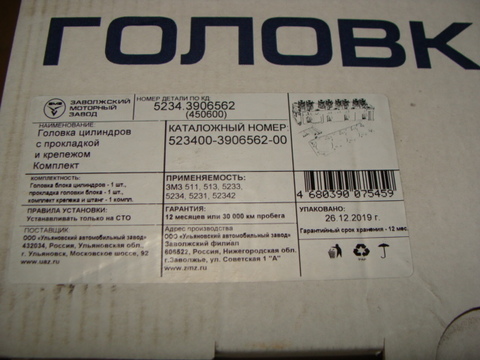 ГОЛОВК
ЗАВОЛЖСКИЙ
МОТОРНЫЙ
ЗАВОД
НОМЕР ДЕТАЛИ ПО КД
5234.3906562
(450600)
НАИМЕНОВАНИЕ
Головка цилиндров
с прокладкой
и крепежом
Комплект
КАТАЛОЖНЫЙ НОМЕР:
523400-3906562-00
КОМПЛЕКТНОСТЬ:
Головка блока цилиндров - 1 шт.,
прокладка головки блока - 1 шт.,
комплект крепежа и штанг - 1 компл.
ПРИМЕНЯЕМОСТЬ:
ЗМЗ 511, 513, 5233,
5234, 5231, 52342
4 680390 075459
ПРАВИЛА УСТАНОВКИ:
Устанавливать только на СТО
ГАРАНТИЯ:
12 месяцев или 30 000 км пробега
УПАКОВАНО:
26.12.2019 г.
Гарантийный срок хранения - 12 мес.
ПОСТАВЩИК
ООО «Ульяновский автомобильный завод»
432034, Россия, Ульяновская обл.,
г. Ульяновск, Московское шоссе, 92
www.uaz.ru
Адрес производства
ООО «Ульяновский автомобильный завод»
Заволжский филиал
606522, Россия, Нижегородская обл.
г.Заволжье, ул. Советская 1 "А"
www.zmz.ru